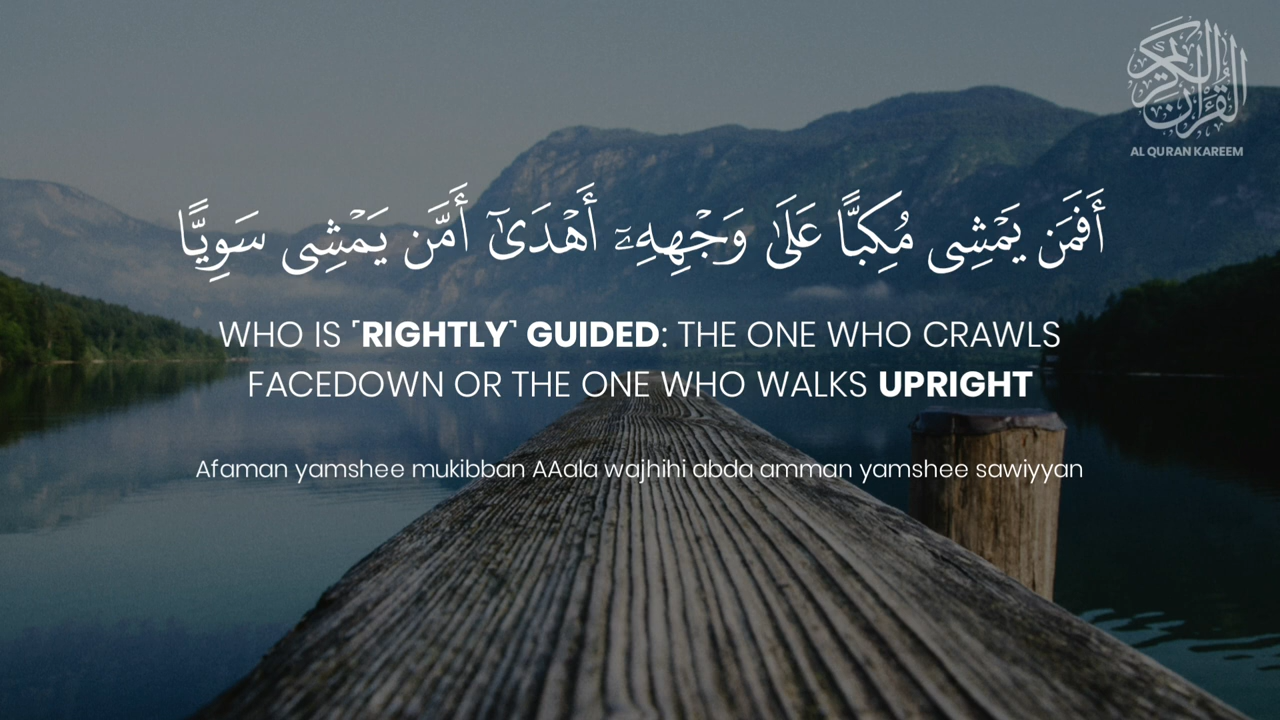 القرآن الكريم
AL QURAN KAREEM
أَفَمَن يَمْشِى مُكِبًّا عَلَىٰ وَجْهِهِۦٓ أَهْدَىٰٓ أَمَّن يَمْشِى سَوِيًّا
WHO IS ˹RIGHTLY˺ GUIDED: THE ONE WHO CRAWLS
FACEDOWN OR THE ONE WHO WALKS UPRIGHT
Afaman yamshee mukibban AAala wajhihi abda amman yamshee sawiyyan